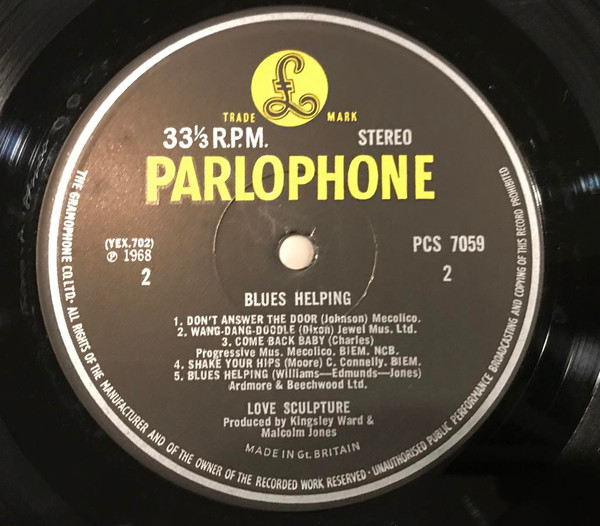 £
TRADE MARK
33⅓ R.P.M. STEREO
PARLOPHONE
(YEX.702)
℗ 1968
2
PCS 7059
2
BLUES HELPING
1. DON'T ANSWER THE DOOR (Johnson) Mecolico.
2. WANG-DANG-DOODLE (Dixon) Jewel Mus. Ltd.
3. COME BACK BABY (Charles)
Progressive Mus. Mecolico. BIEM. NCB.
4. SHAKE YOUR HIPS (Moore) C. Connelly. BIEM.
5. BLUES HELPING (Williams—Edmunds—Jones)
Ardmore & Beechwood Ltd.
LOVE SCULPTURE
Produced by Kingsley Ward &
Malcolm Jones
MADE IN Gt. BRITAIN
THE GRAMOPHONE CO. LTD. · ALL RIGHTS OF THE MANUFACTURER AND OF THE OWNER OF THE RECORDED WORK RESERVED · UNAUTHORISED PUBLIC PERFORMANCE BROADCASTING AND COPYING OF THIS RECORD PROHIBITED